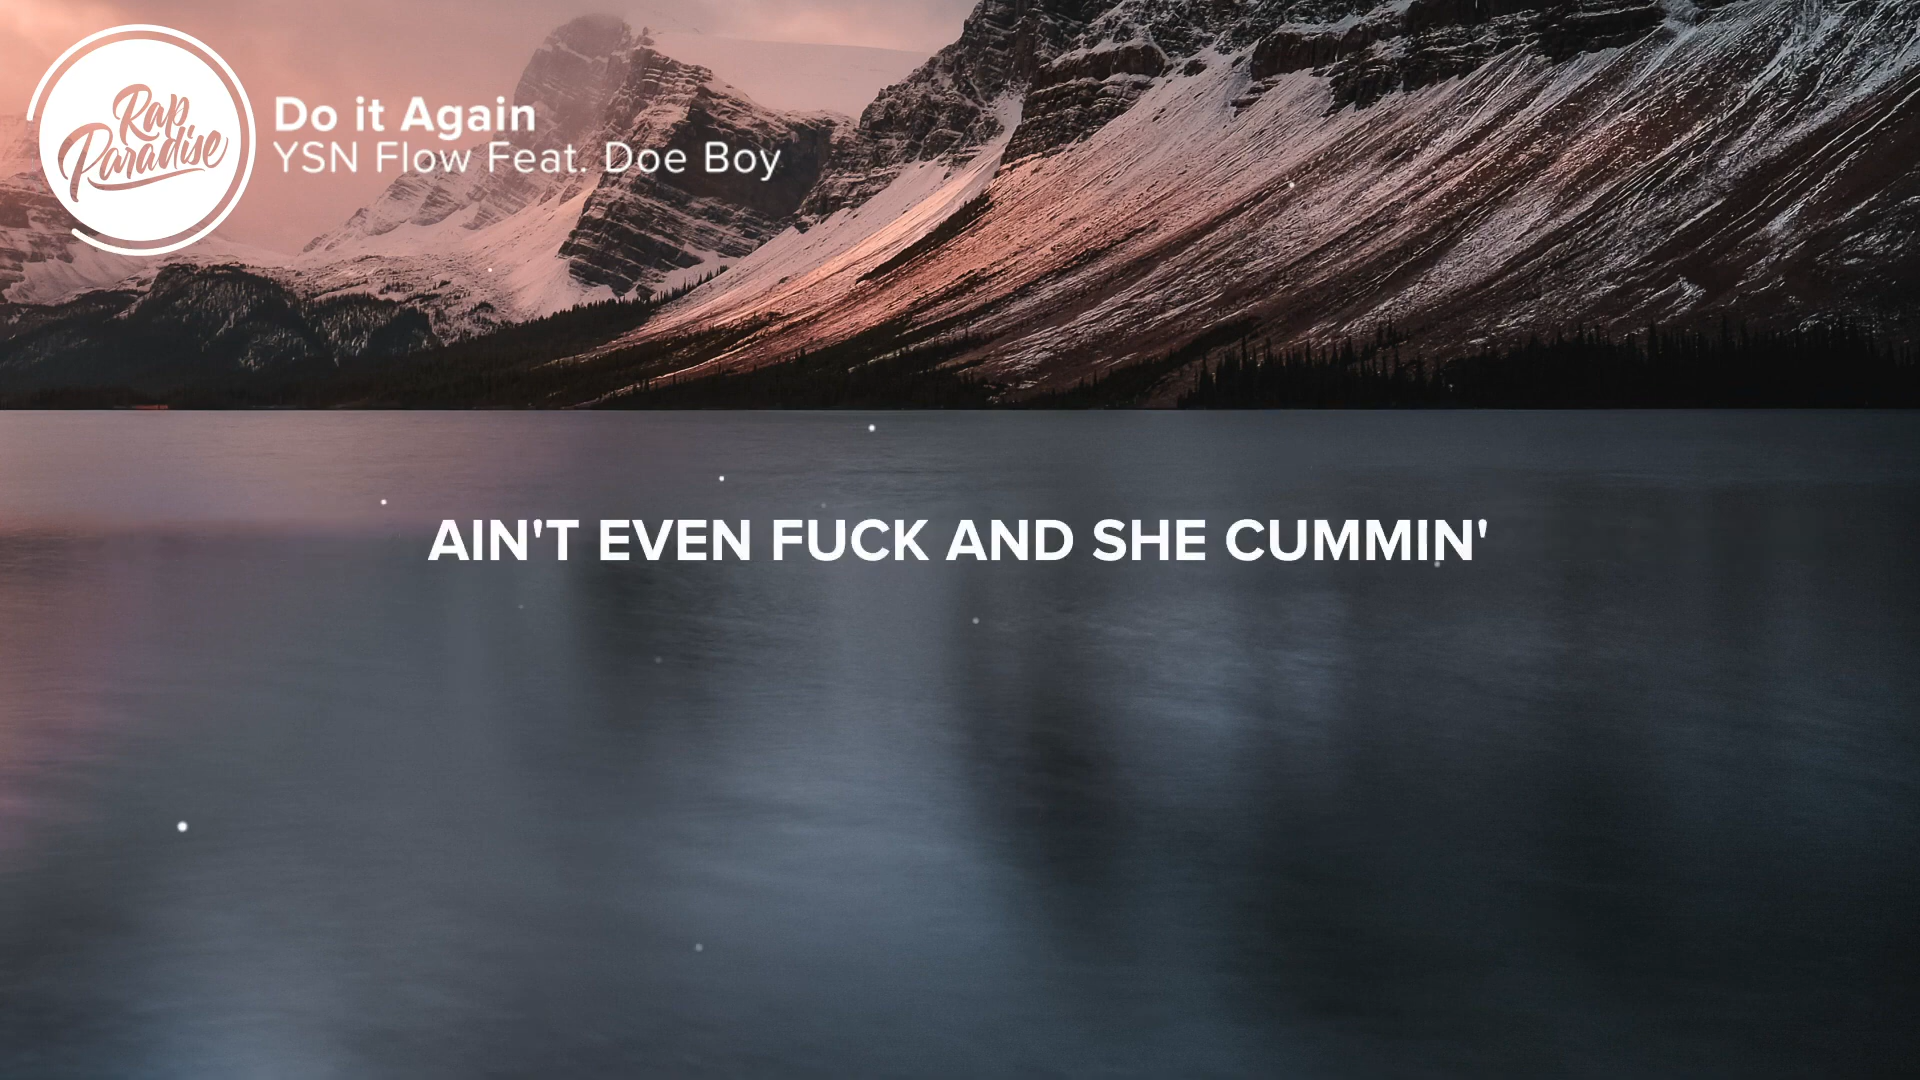 Rap
Paradise
Do it Again
YSN Flow Feat. Doe Boy
AIN'T EVEN FUCK AND SHE CUMMIN'